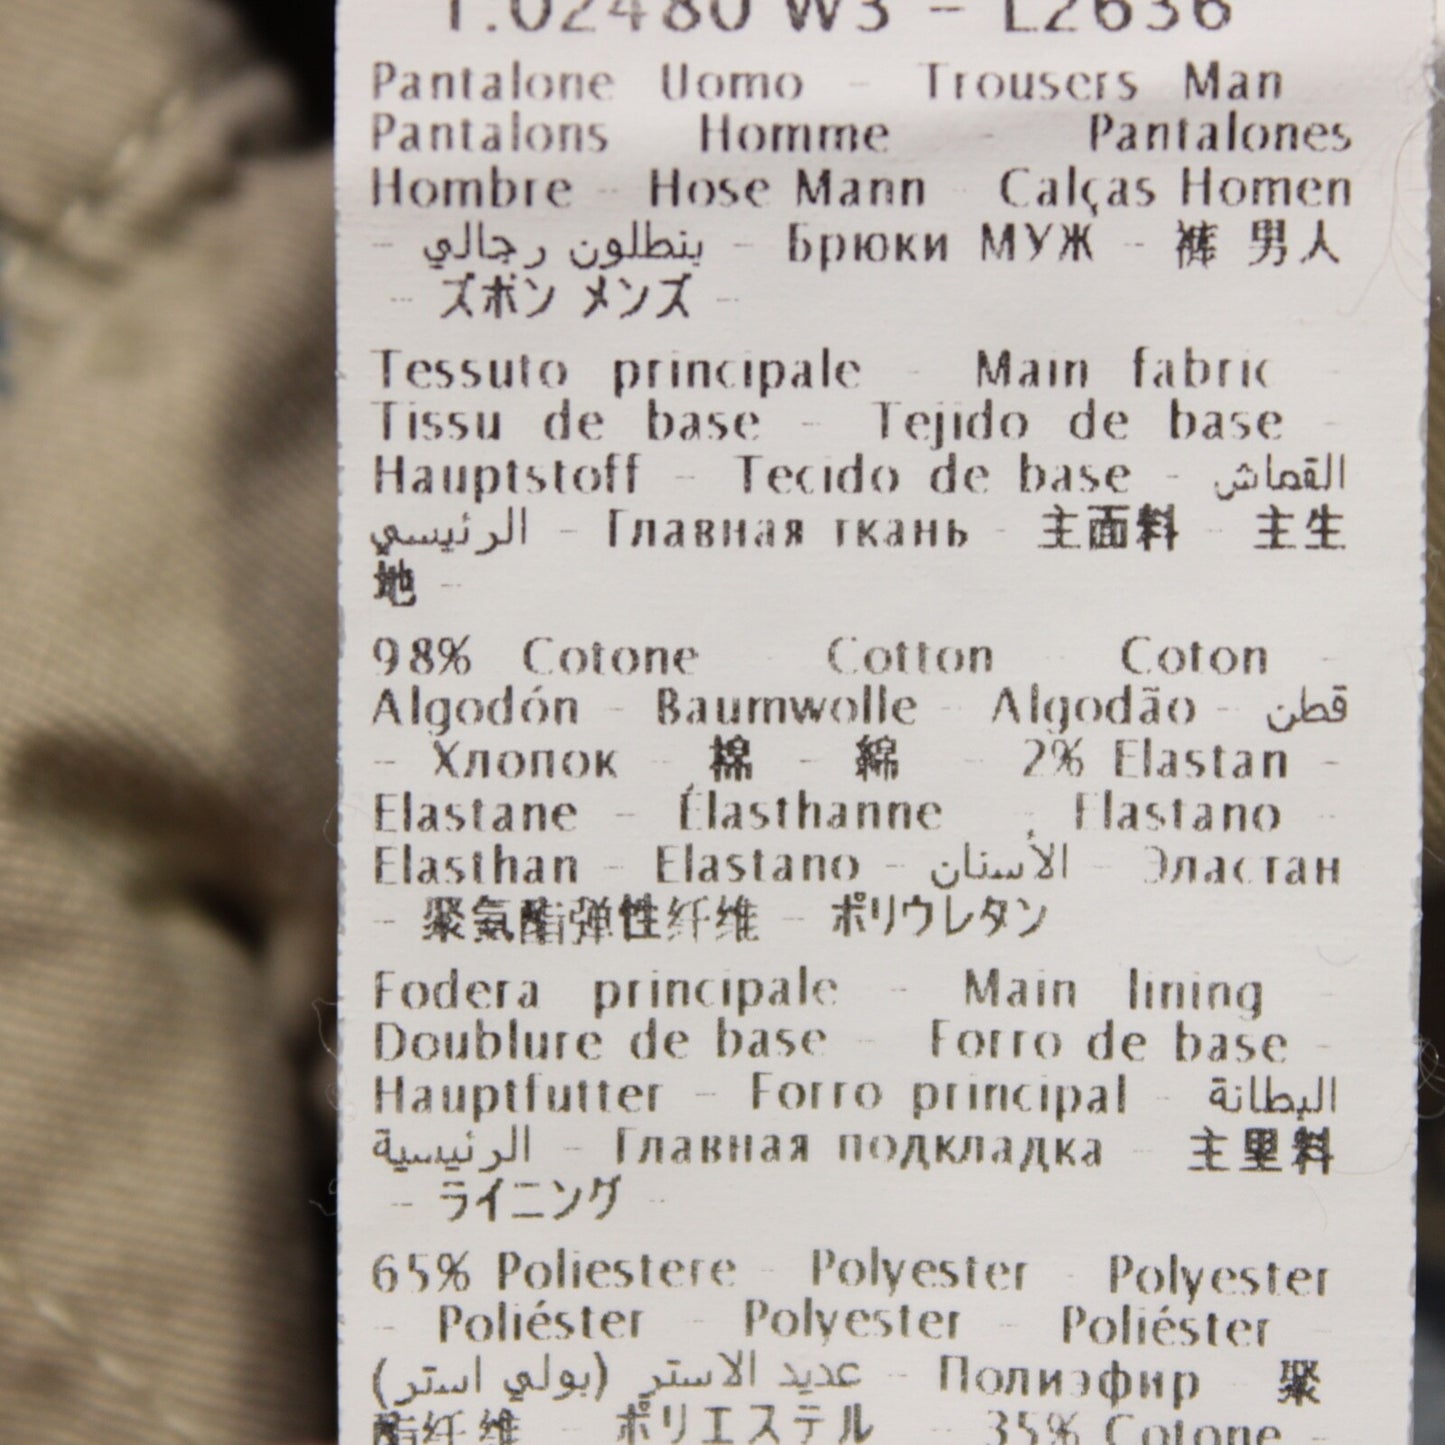 1.02480 W3 - L2636
Pantalone Uomo - Trousers Man
Pantalons Homme Pantalones
Hombre - Hose Mann - Calças Homen
- بنطلون رجالي - Брюки МУЖ - 裤 男人
- ズボン メンズ -
Tessuto principale - Main fabric -
Tissu de base - Tejido de base -
Hauptstoff - Tecido de base - القماش
الرئيسي - Главная ткань - 主面料 - 主生
地 -
98% Cotone - Cotton - Coton -
Algodón - Baumwolle - Algodão - قطن
- Хлопок - 棉 - 綿 2% Elastan -
Elastane - Élasthanne - Elastano -
Elasthan - Elastano - الأسنان - Эластан
- 聚氨酯弹性纤维 - ポリウレタン
Fodera principale - Main lining -
Doublure de base - Forro de base -
Hauptfutter - Forro principal - البطانة
الرئيسية - Главная подкладка - 主里料
- ライニング -
65% Poliestere - Polyester - Polyester
- Poliéster - Polyester - Poliéster -
عديد الاستر (بولي استر) - Полиэфир 聚
酯纤维 - ポリエステル - 35% Cotone -